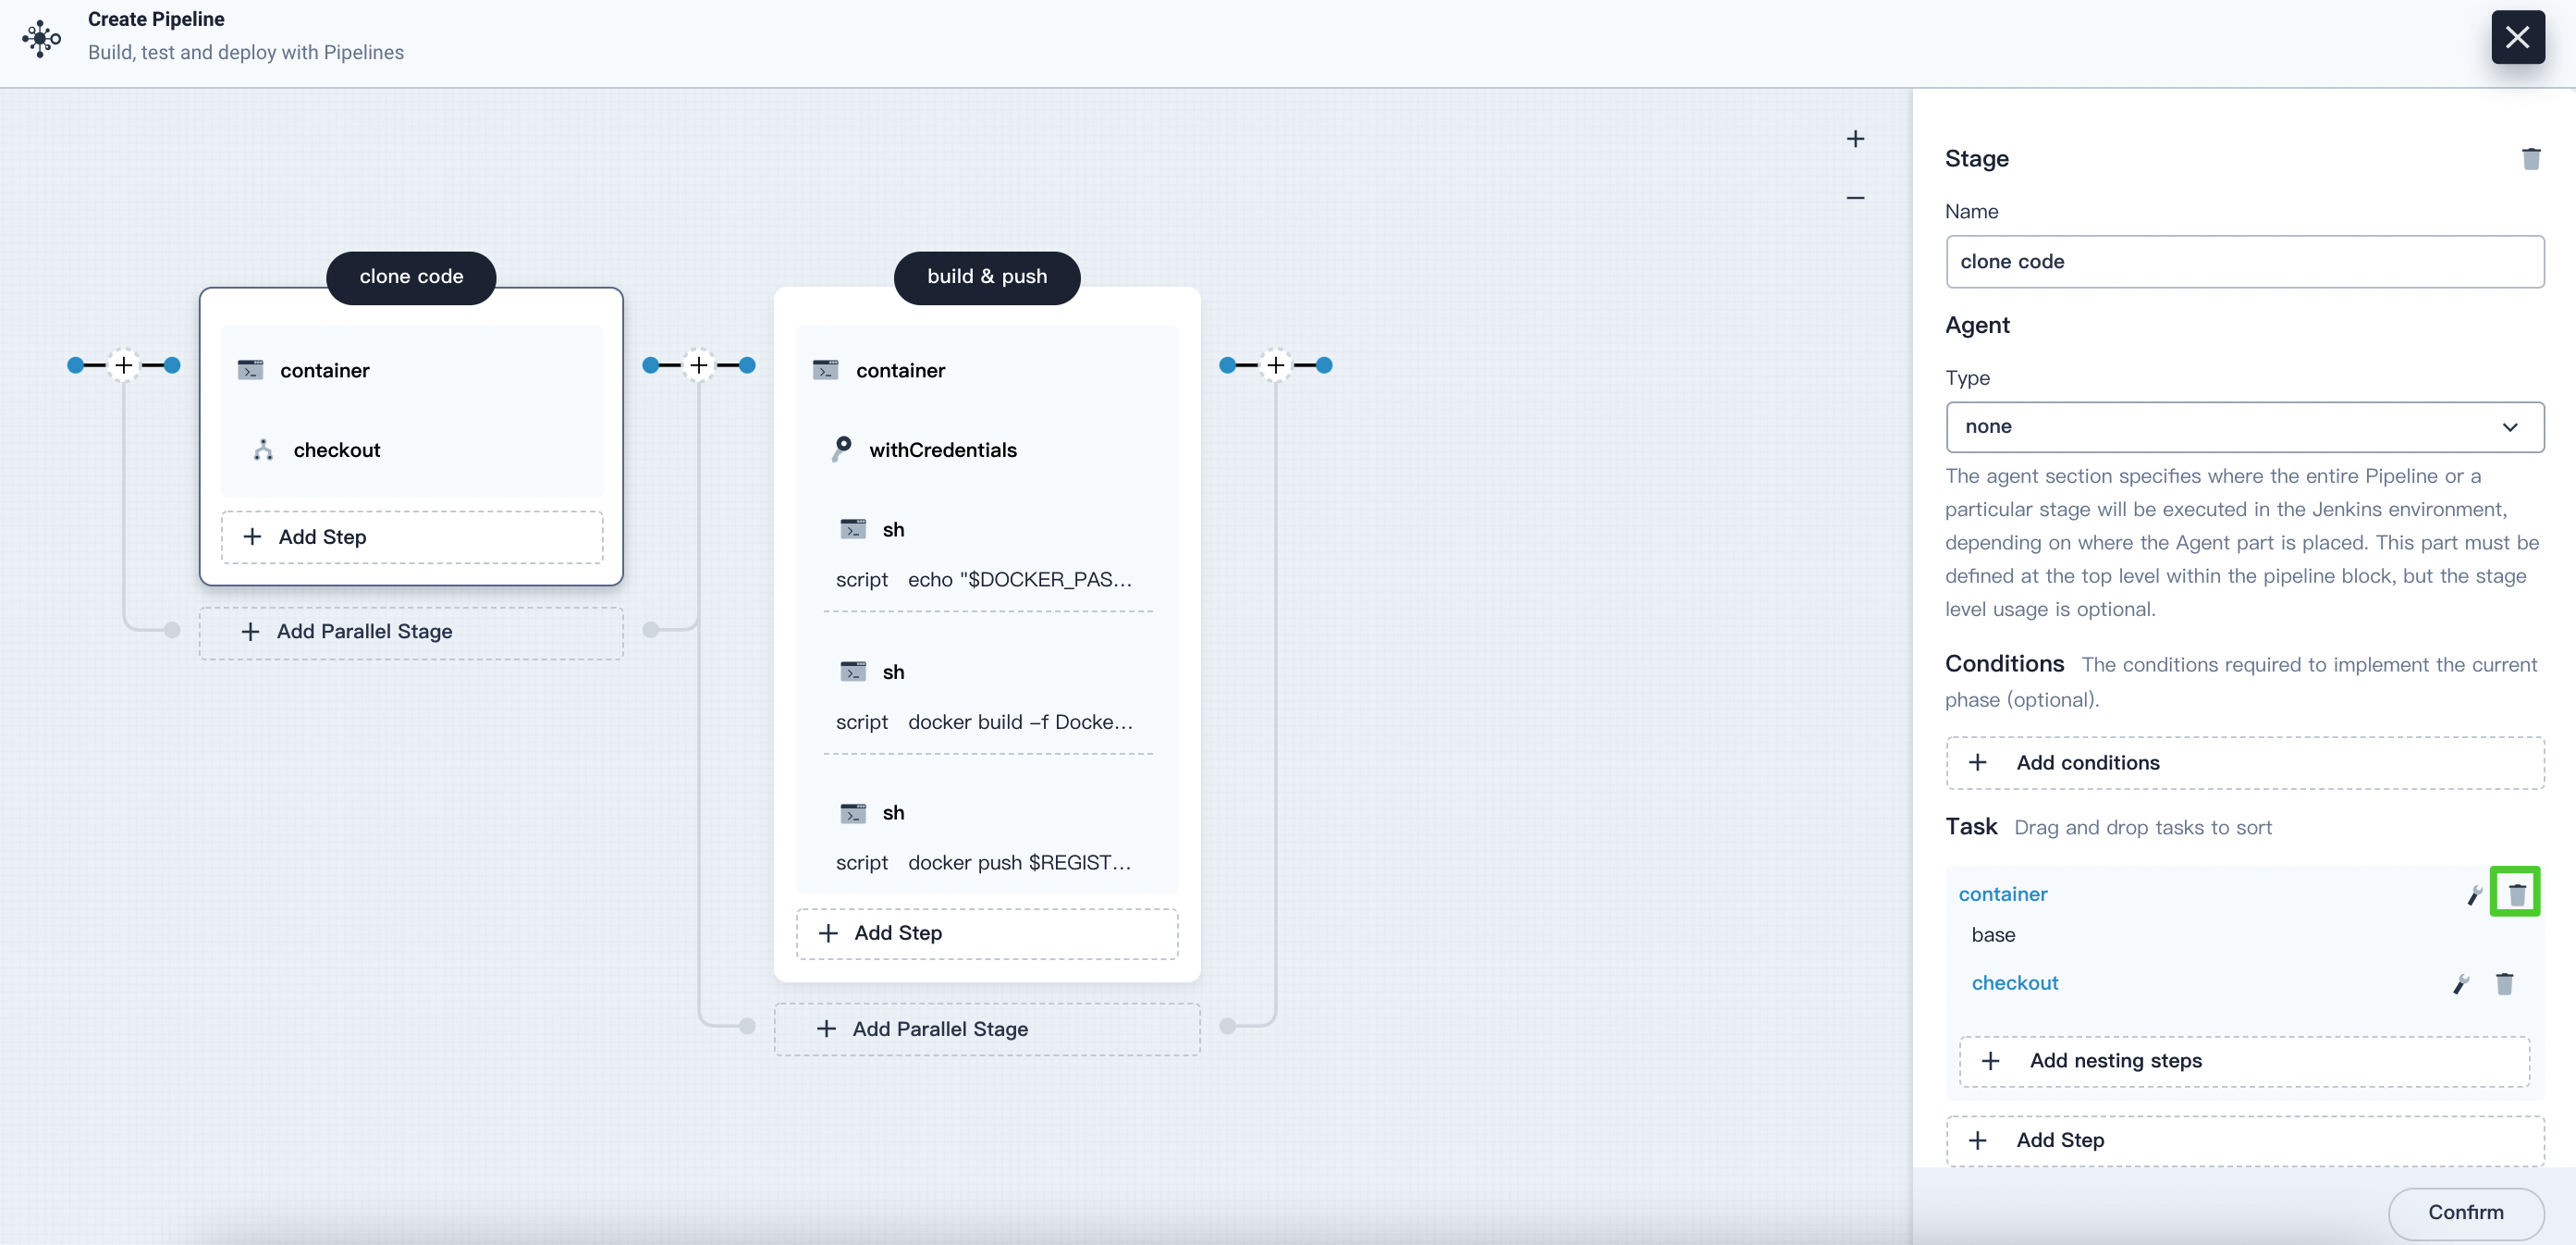 Create Pipeline
Build, test and deploy with Pipelines
clone code
container
checkout
Add Step
Add Parallel Stage
build & push
container
withCredentials
sh
script echo "$DOCKER_PAS...
sh
script docker build -f Docke...
sh
script docker push $REGIST...
Add Step
Add Parallel Stage
Stage
Name
clone code
Agent
Type
none
The agent section specifies where the entire Pipeline or a
particular stage will be executed in the Jenkins environment,
depending on where the Agent part is placed. This part must be
defined at the top level within the pipeline block, but the stage
level usage is optional.
Conditions The conditions required to implement the current
phase (optional).
Add conditions
Task Drag and drop tasks to sort
container
base
checkout
Add nesting steps
Add Step
Confirm